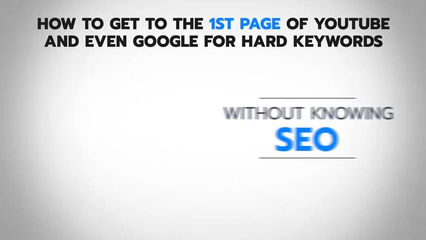 HOW TO GET TO THE 1ST PAGE OF YOUTUBE
AND EVEN GOOGLE FOR HARD KEYWORDS
WITHOUT KNOWING
SEO